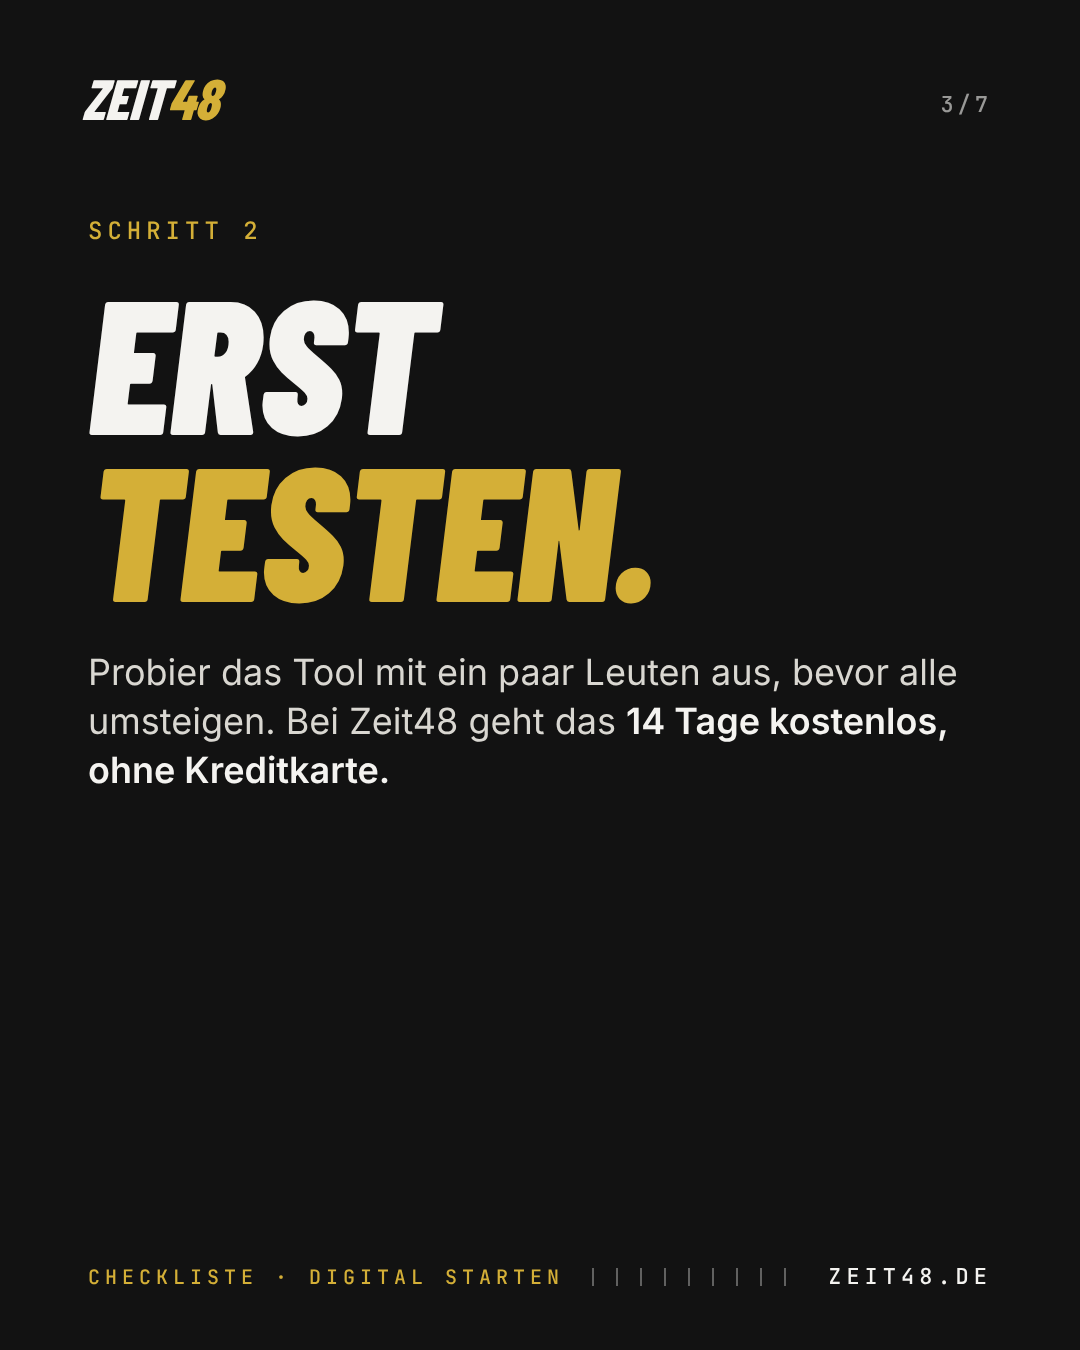 ZEIT48
3/7
SCHRITT 2
ERST
TESTEN.
Probier das Tool mit ein paar Leuten aus, bevor alle
umsteigen. Bei Zeit48 geht das 14 Tage kostenlos,
ohne Kreditkarte.
CHECKLISTE · DIGITAL STARTEN
ZEIT48.DE